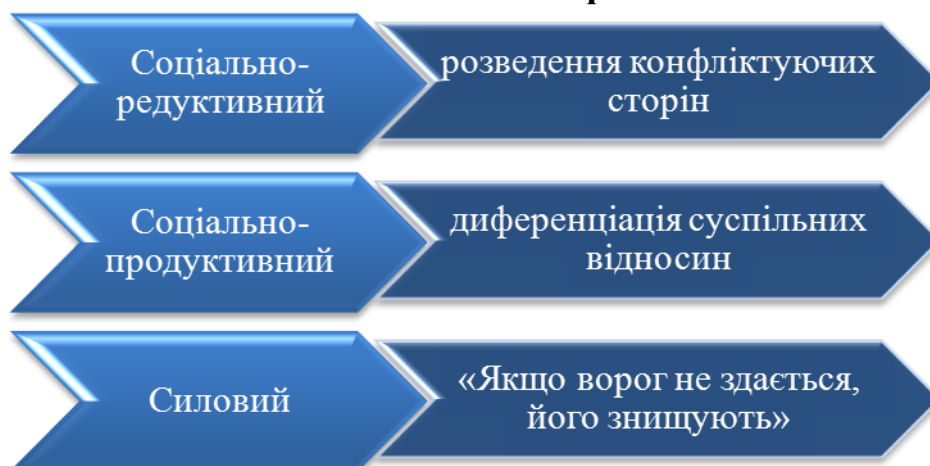 Соціально-
редуктивний
розведення конфліктуючих
сторін
Соціально-
продуктивний
диференціація суспільних
відносин
Силовий
«Якщо ворог не здається,
його знищують»